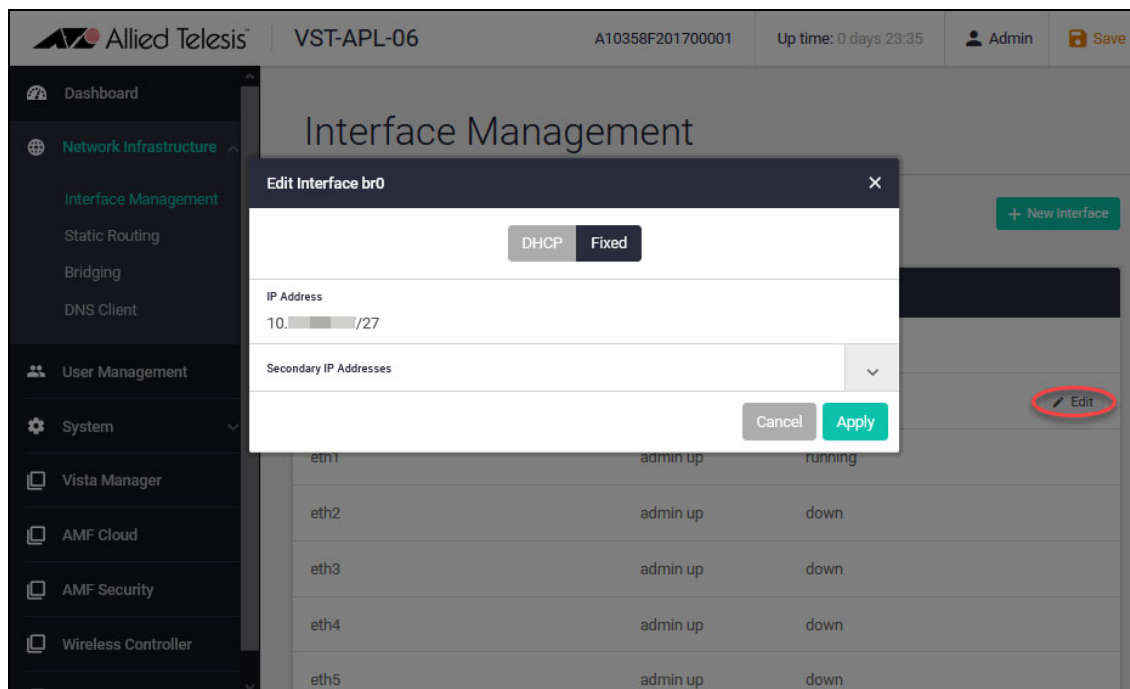 Allied Telesis
VST-APL-06
A10358F201700001
Up time: 0 days 23:35
Admin
Save
Dashboard
Network Infrastructure
Interface Management
Static Routing
Bridging
DNS Client
User Management
System
Vista Manager
AMF Cloud
AMF Security
Wireless Controller
Interface Management
+ New Interface
Edit Interface br0
DHCP
Fixed
IP Address
10. /27
Secondary IP Addresses
Cancel
Apply
Edit
eth1 admin up running
eth2 admin up down
eth3 admin up down
eth4 admin up down
eth5 admin up down